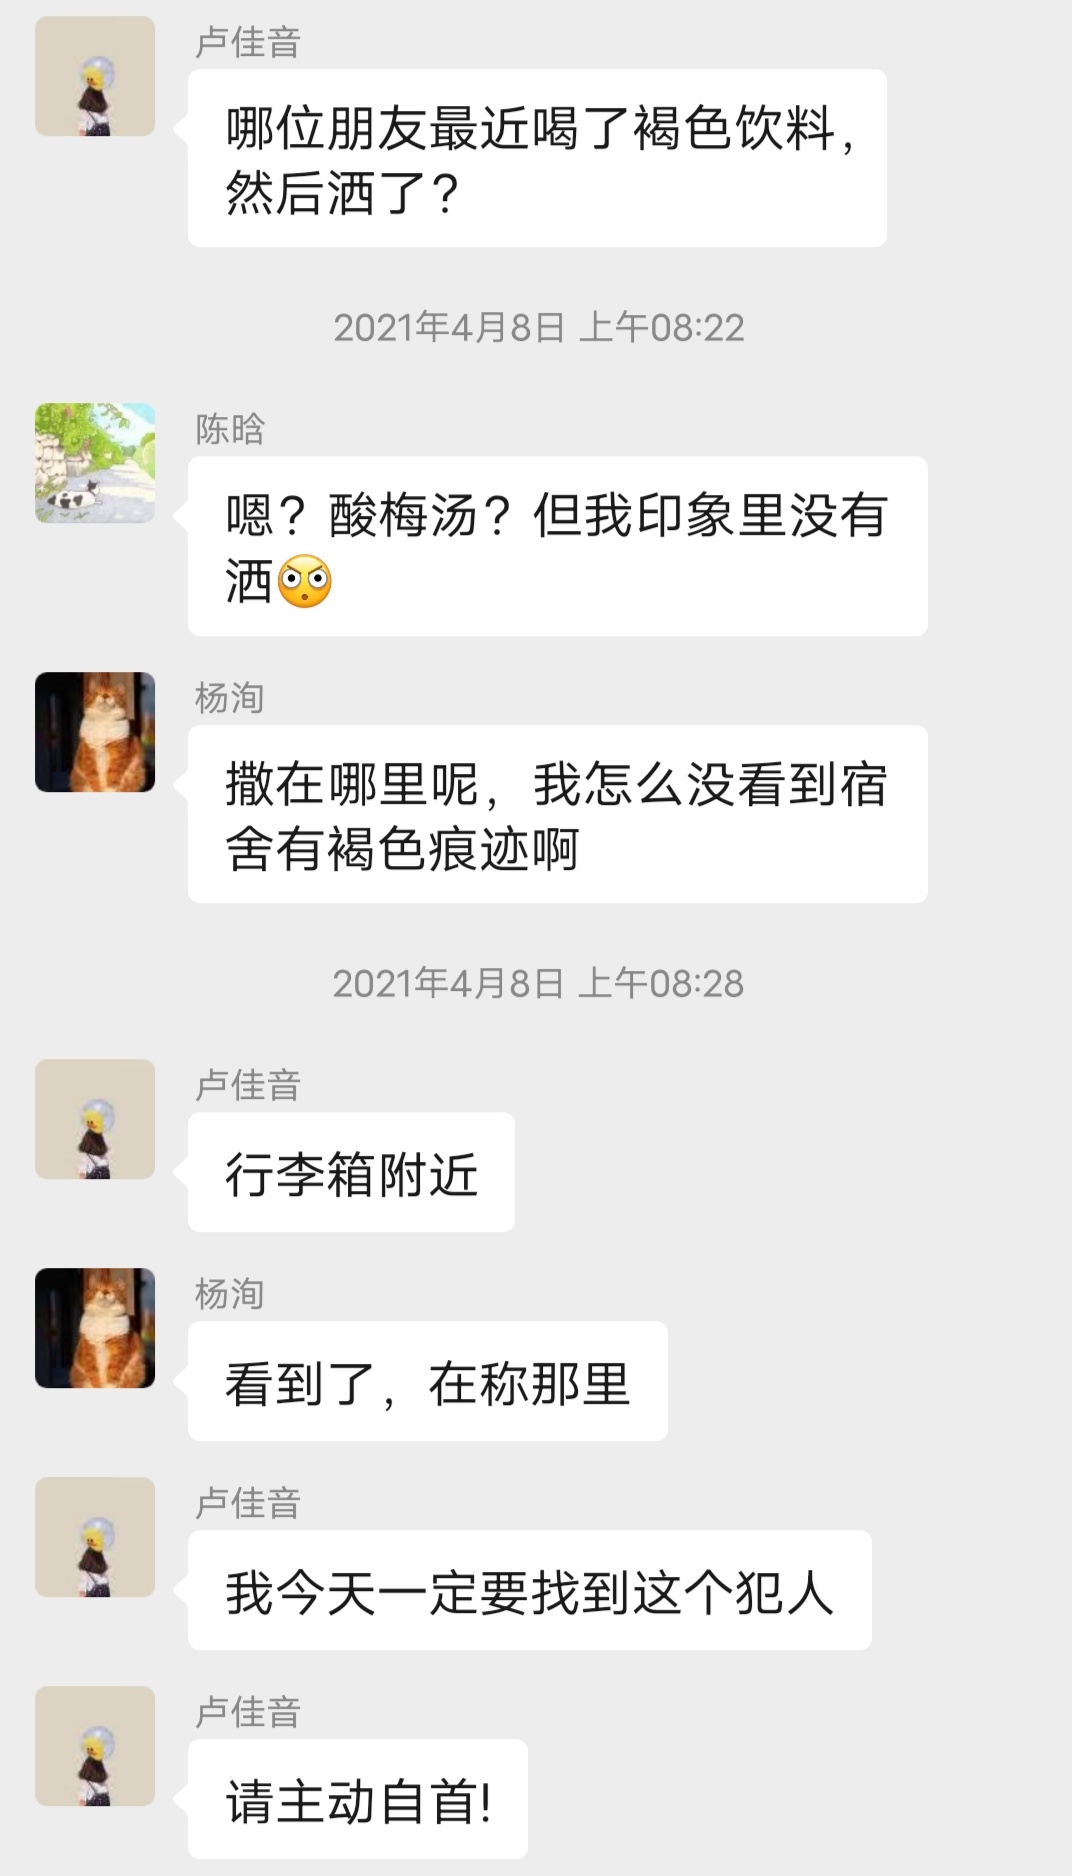 卢佳音
哪位朋友最近喝了褐色饮料，
然后洒了？
2021年4月8日 上午08:22
陈晗
嗯？酸梅汤？但我印象里没有
洒
杨洵
撒在哪里呢，我怎么没看到宿
舍有褐色痕迹啊
2021年4月8日 上午08:28
卢佳音
行李箱附近
杨洵
看到了，在称那里
卢佳音
我今天一定要找到这个犯人
卢佳音
请主动自首!